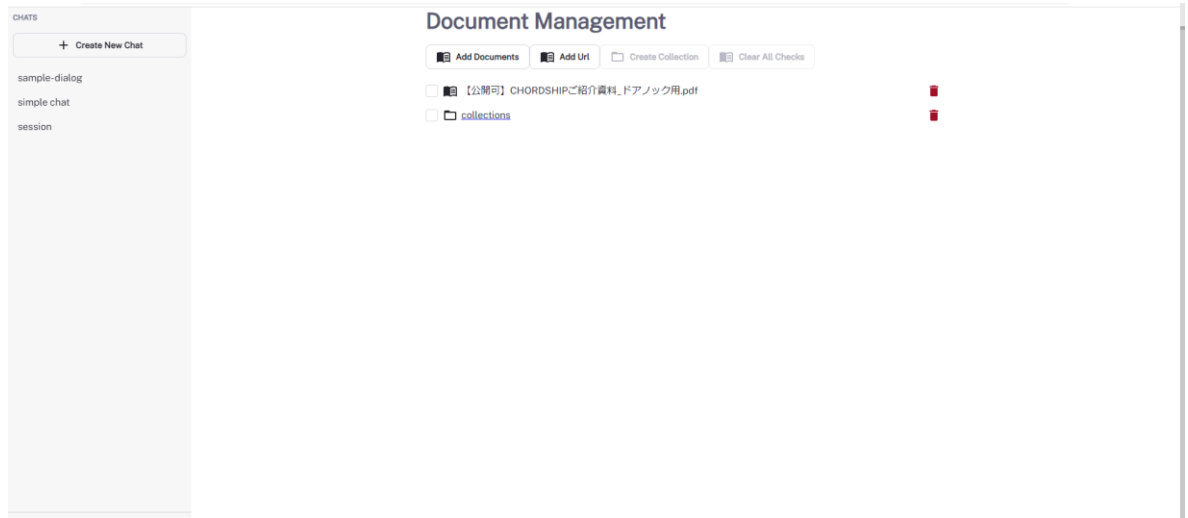 CHATS
Create New Chat
sample-dialog
simple chat
session
Document Management
Add Documents Add Url Create Collection Clear All Checks
【公開可】CHORDSHIPご紹介資料_ドアノック用.pdf
collections